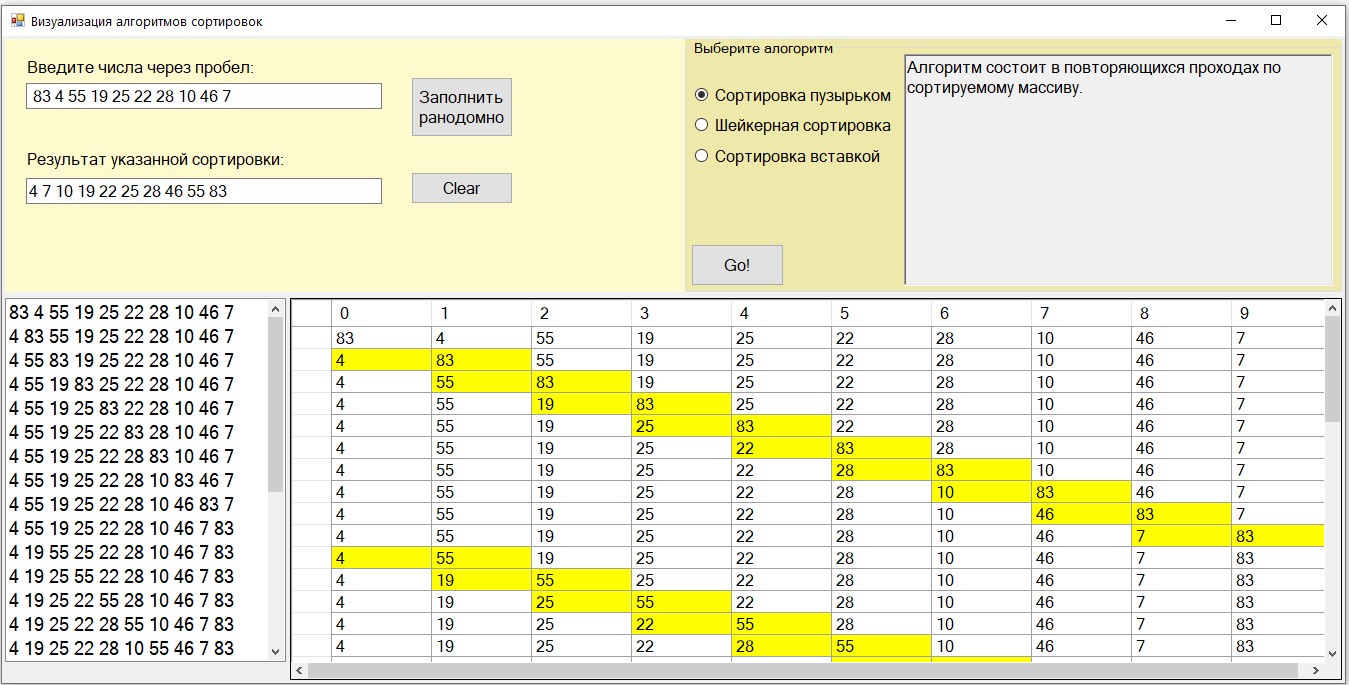 Визуализация алгоритмов сортировок
Введите числа через пробел:
83 4 55 19 25 22 28 10 46 7
Заполнить
ранодомно
Результат указанной сортировки:
4 7 10 19 22 25 28 46 55 83
Clear
Выберите алогоритм
Сортировка пузырьком
Шейкерная сортировка
Сортировка вставкой
Go!
Алгоритм состоит в повторяющихся проходах по
сортируемому массиву.
83 4 55 19 25 22 28 10 46 7
4 83 55 19 25 22 28 10 46 7
4 55 83 19 25 22 28 10 46 7
4 55 19 83 25 22 28 10 46 7
4 55 19 25 83 22 28 10 46 7
4 55 19 25 22 83 28 10 46 7
4 55 19 25 22 28 83 10 46 7
4 55 19 25 22 28 10 83 46 7
4 55 19 25 22 28 10 46 83 7
4 55 19 25 22 28 10 46 7 83
4 19 55 25 22 28 10 46 7 83
4 19 25 55 22 28 10 46 7 83
4 19 25 22 55 28 10 46 7 83
4 19 25 22 28 55 10 46 7 83
4 19 25 22 28 10 55 46 7 83
0 1 2 3 4 5 6 7 8 9
83 4 55 19 25 22 28 10 46 7
4 83 55 19 25 22 28 10 46 7
4 55 83 19 25 22 28 10 46 7
4 55 19 83 25 22 28 10 46 7
4 55 19 25 83 22 28 10 46 7
4 55 19 25 22 83 28 10 46 7
4 55 19 25 22 28 83 10 46 7
4 55 19 25 22 28 10 83 46 7
4 55 19 25 22 28 10 46 83 7
4 55 19 25 22 28 10 46 7 83
4 55 19 25 22 28 10 46 7 83
4 19 55 25 22 28 10 46 7 83
4 19 25 55 22 28 10 46 7 83
4 19 25 22 55 28 10 46 7 83
4 19 25 22 28 55 10 46 7 83